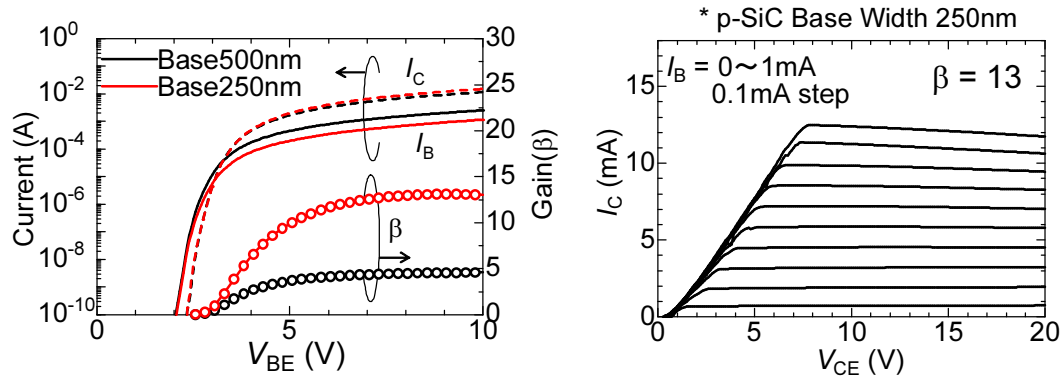 10⁰
10⁻²
10⁻⁴
10⁻⁶
10⁻⁸
10⁻¹⁰
Current (A)
Base500nm
Base250nm
I_C
I_B
β
30
25
20
15
10
5
0
Gain(β)
0
5
10
V_BE (V)
* p-SiC Base Width 250nm
I_B = 0～1mA
0.1mA step
β = 13
15
10
5
0
I_C (mA)
0
5
10
15
20
V_CE (V)